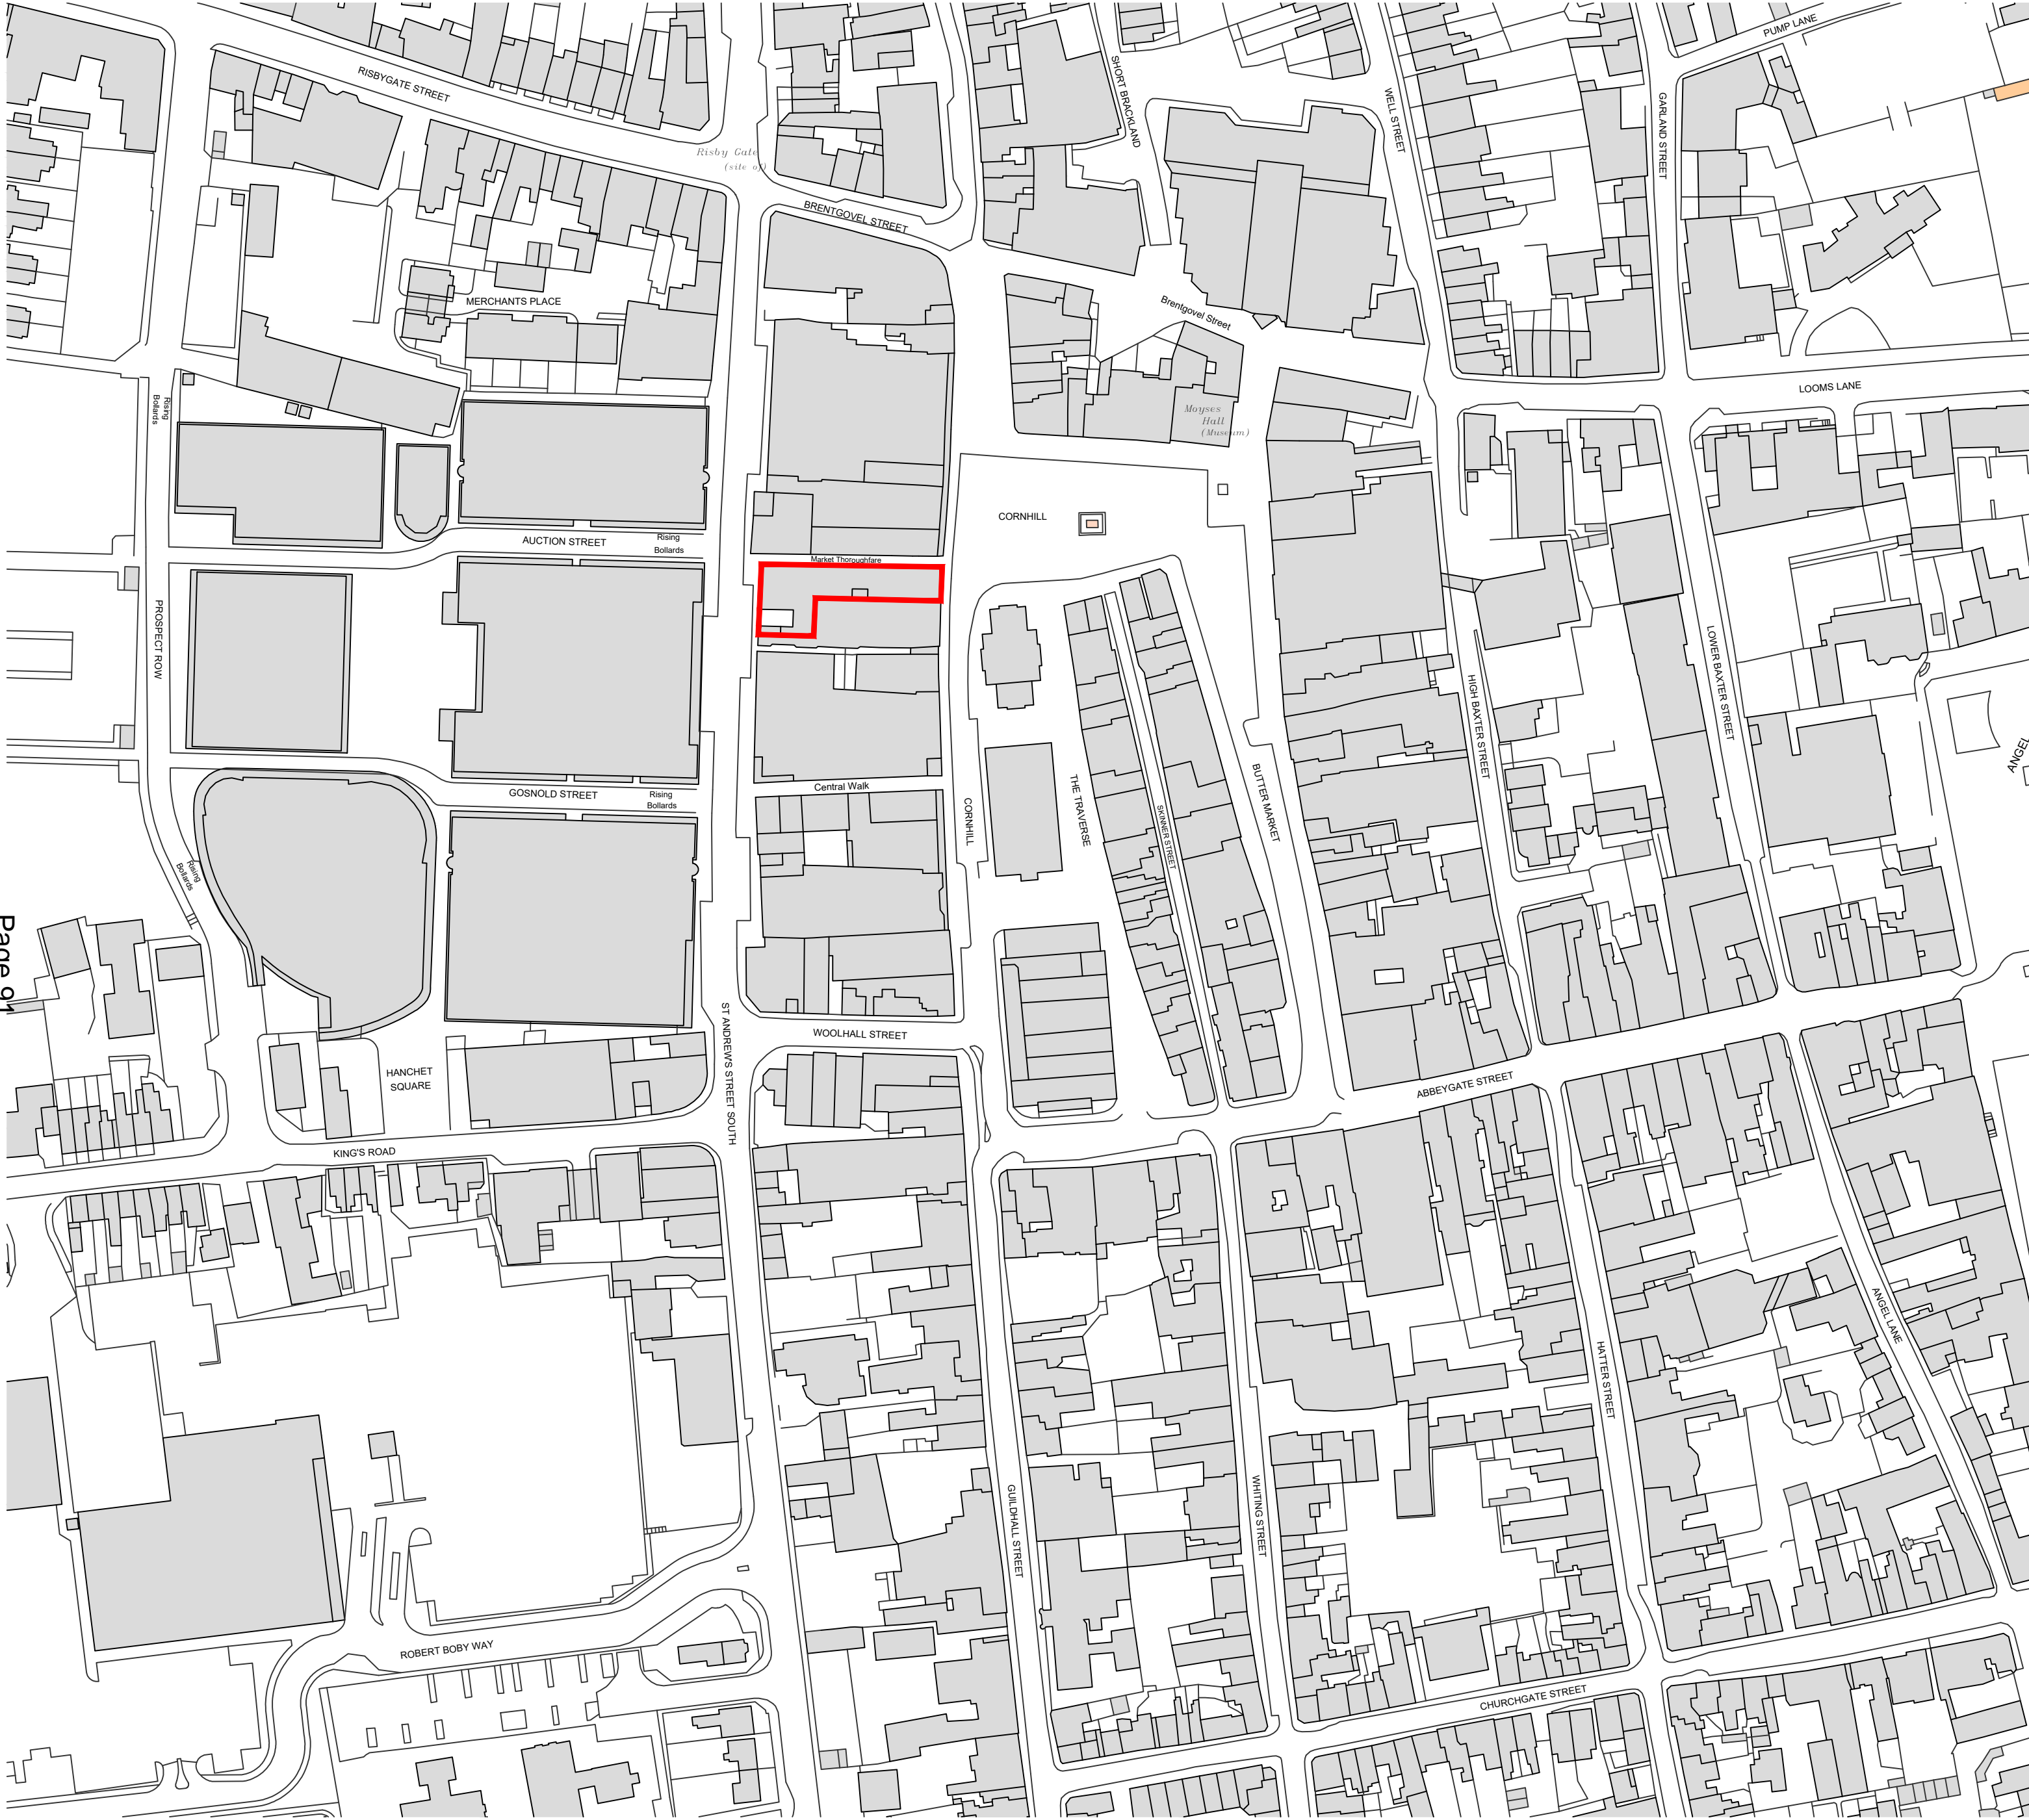 PUMP LANE
RISBYGATE STREET
SHORT BRACKLAND
WELL STREET
GARLAND STREET
Risby Gate
(site of)
BRENTGOVEL STREET
MERCHANTS PLACE
Brentgovel Street
LOOMS LANE
Rising
Bollards
Moyses
Hall
(Museum)
CORNHILL
AUCTION STREET
Rising
Bollards
Market Thoroughfare
PROSPECT ROW
LOWER BAXTER STREET
HIGH BAXTER STREET
ANGEL
GOSNOLD STREET
Rising
Bollards
Central Walk
CORNHILL
THE TRAVERSE
SKINNER STREET
BUTTER MARKET
Rising
Bollards
Page 91
WOOLHALL STREET
ST ANDREWS STREET SOUTH
HANCHET
SQUARE
ABBEYGATE STREET
KING'S ROAD
ANGEL LANE
HATTER STREET
GUILDHALL STREET
WHITING STREET
ROBERT BOBY WAY
CHURCHGATE STREET